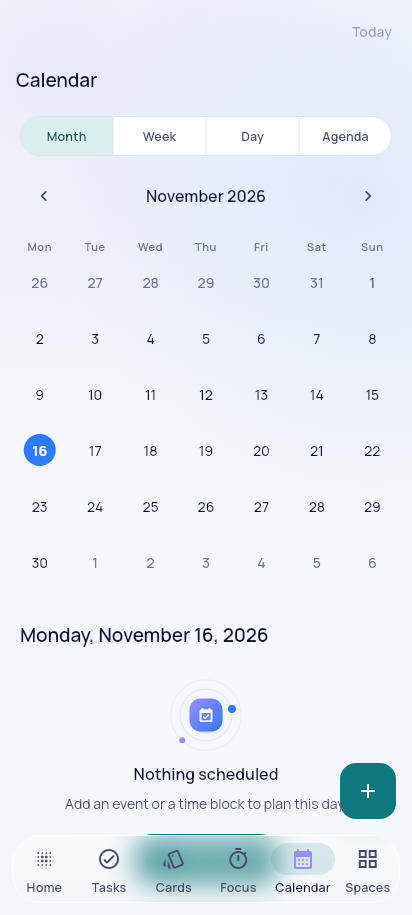 Today
Calendar
Month Week Day Agenda
November 2026
Mon Tue Wed Thu Fri Sat Sun
26 27 28 29 30 31 1
2 3 4 5 6 7 8
9 10 11 12 13 14 15
16 17 18 19 20 21 22
23 24 25 26 27 28 29
30 1 2 3 4 5 6
Monday, November 16, 2026
Nothing scheduled
Add an event or a time block to plan this day
Home Tasks Cards Focus Calendar Spaces